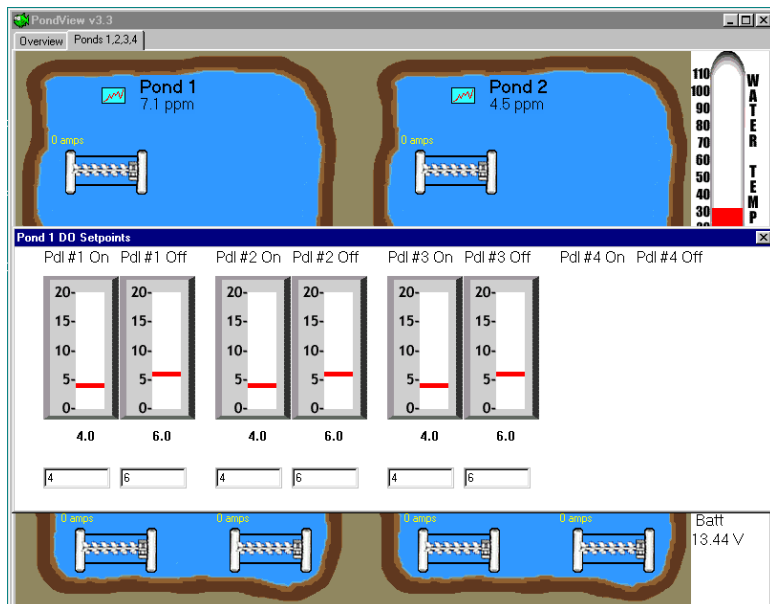 PondView v3.3
Overview Ponds 1,2,3,4
Pond 1
7.1 ppm
0 amps
Pond 2
4.5 ppm
0 amps
110
100
90
80
70
60
50
40
30
WATER TEMP
Pond 1 DO Setpoints
Pdl #1 On Pdl #1 Off Pdl #2 On Pdl #2 Off Pdl #3 On Pdl #3 Off Pdl #4 On Pdl #4 Off
20- 20- 20- 20- 20- 20-
15- 15- 15- 15- 15- 15-
10- 10- 10- 10- 10- 10-
5- 5- 5- 5- 5- 5-
0- 0- 0- 0- 0- 0-
4.0 6.0 4.0 6.0 4.0 6.0
4 6 4 6 4 6
0 amps 0 amps 0 amps 0 amps
Batt
13.44 V